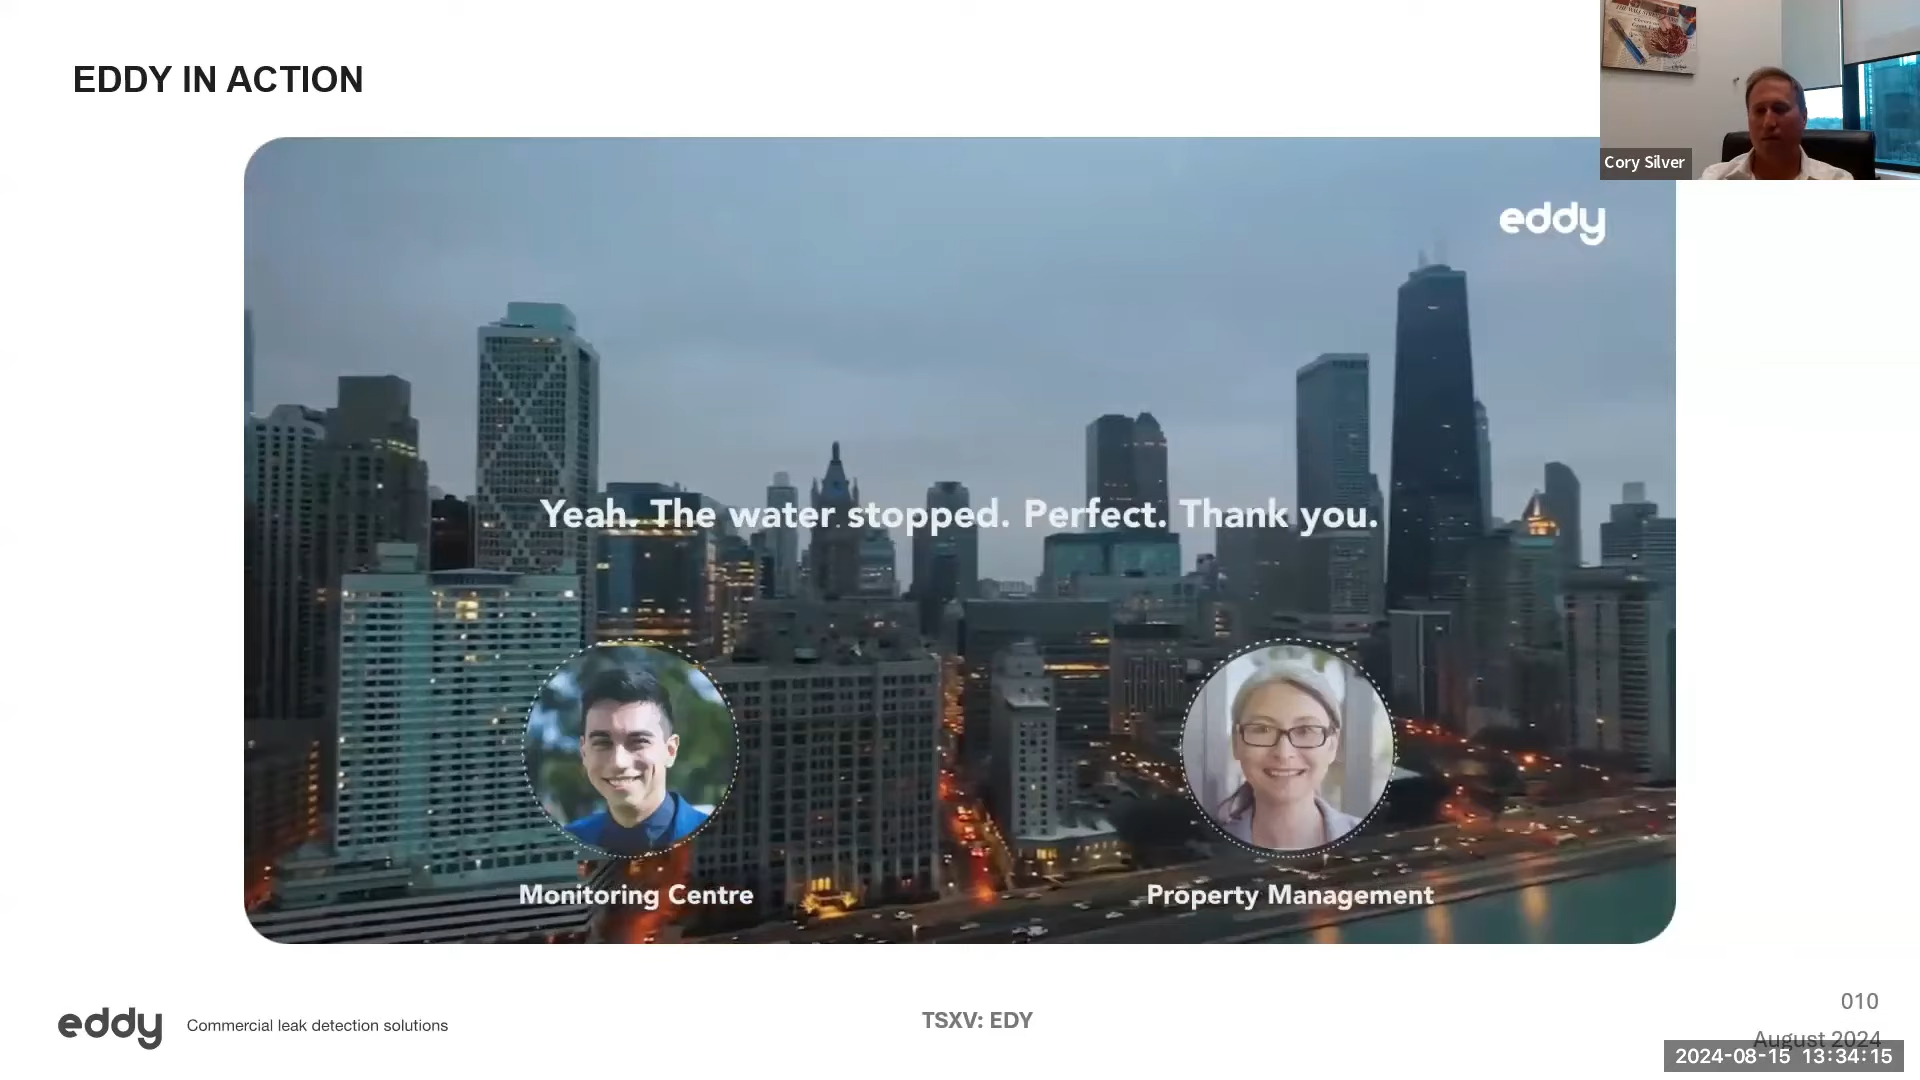 EDDY IN ACTION
Cory Silver
eddy
Yeah. The water stopped. Perfect. Thank you.
Monitoring Centre
Property Management
eddy
Commercial leak detection solutions
TSXV: EDY
010
August 2024
2024-08-15 13:34:15